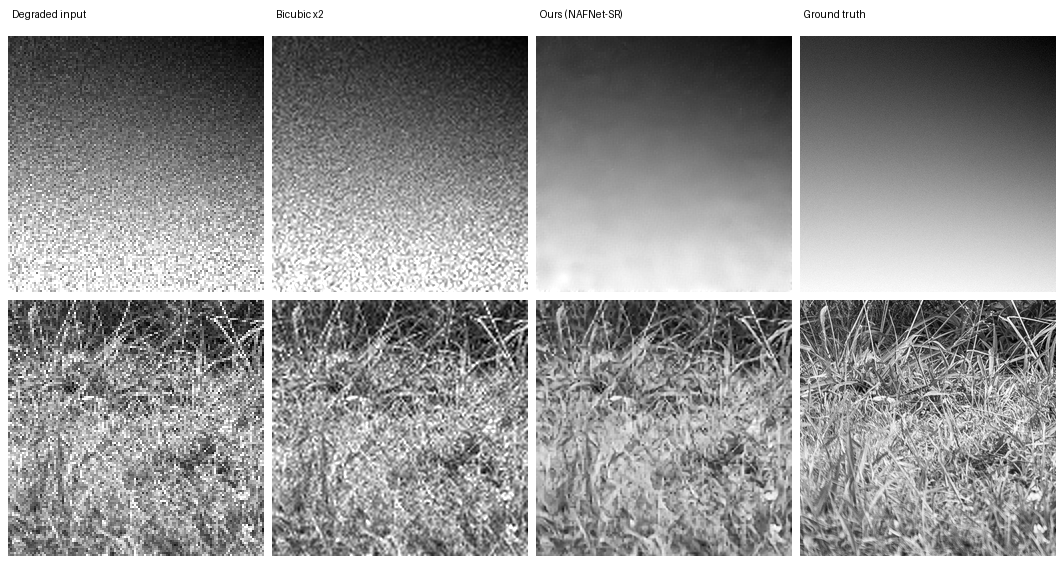 Degraded input
Bicubic x2
Ours (NAFNet-SR)
Ground truth